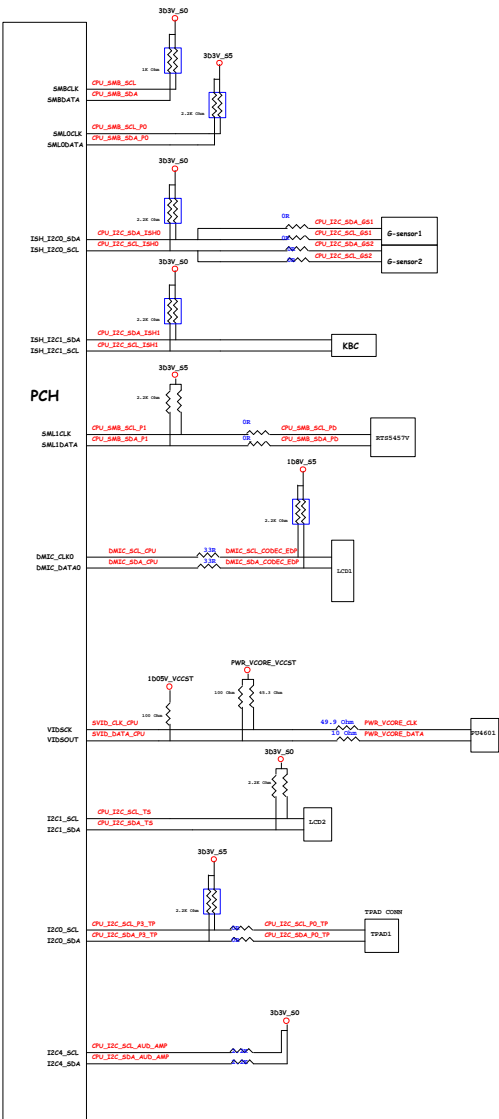 3D3V_S0
1K Ohm
3D3V_S5
SMBCLK
CPU_SMB_SCL
SMBDATA
CPU_SMB_SDA
2.2K Ohm
SML0CLK
CPU_SMB_SCL_P0
SML0DATA
CPU_SMB_SDA_P0
3D3V_S0
2.2K Ohm
0R
CPU_I2C_SDA_GS1
ISH_I2C0_SDA
CPU_I2C_SDA_ISH0
0R
CPU_I2C_SCL_GS1
G-sensor1
ISH_I2C0_SCL
CPU_I2C_SCL_ISH0
0R
CPU_I2C_SDA_GS2
0R
CPU_I2C_SCL_GS2
G-sensor2
3D3V_S0
2.2K Ohm
ISH_I2C1_SDA
CPU_I2C_SDA_ISH1
ISH_I2C1_SCL
CPU_I2C_SCL_ISH1
KBC
3D3V_S5
PCH
2.2K Ohm
SML1CLK
CPU_SMB_SCL_P1
0R
CPU_SMB_SCL_PD
SML1DATA
CPU_SMB_SDA_P1
0R
CPU_SMB_SDA_PD
RTS5457V
1D8V_S5
2.2K Ohm
DMIC_CLK0
DMIC_SCL_CPU
33R
DMIC_SCL_CODEC_EDP
DMIC_DATA0
DMIC_SDA_CPU
33R
DMIC_SDA_CODEC_EDP
LCD1
PWR_VCORE_VCCST
1D05V_VCCST
100 Ohm
45.3 Ohm
100 Ohm
VIDSCK
SVID_CLK_CPU
49.9 Ohm
PWR_VCORE_CLK
VIDSOUT
SVID_DATA_CPU
10 Ohm
PWR_VCORE_DATA
PU4601
3D3V_S0
2.2K Ohm
I2C1_SCL
CPU_I2C_SCL_TS
I2C1_SDA
CPU_I2C_SDA_TS
LCD2
3D3V_S5
2.2K Ohm
TPAD CONN
I2C0_SCL
CPU_I2C_SCL_P3_TP
0R
CPU_I2C_SCL_P0_TP
I2C0_SDA
CPU_I2C_SDA_P3_TP
0R
CPU_I2C_SDA_P0_TP
TPAD1
3D3V_S0
I2C4_SCL
CPU_I2C_SCL_AUD_AMP
I2C4_SDA
CPU_I2C_SDA_AUD_AMP